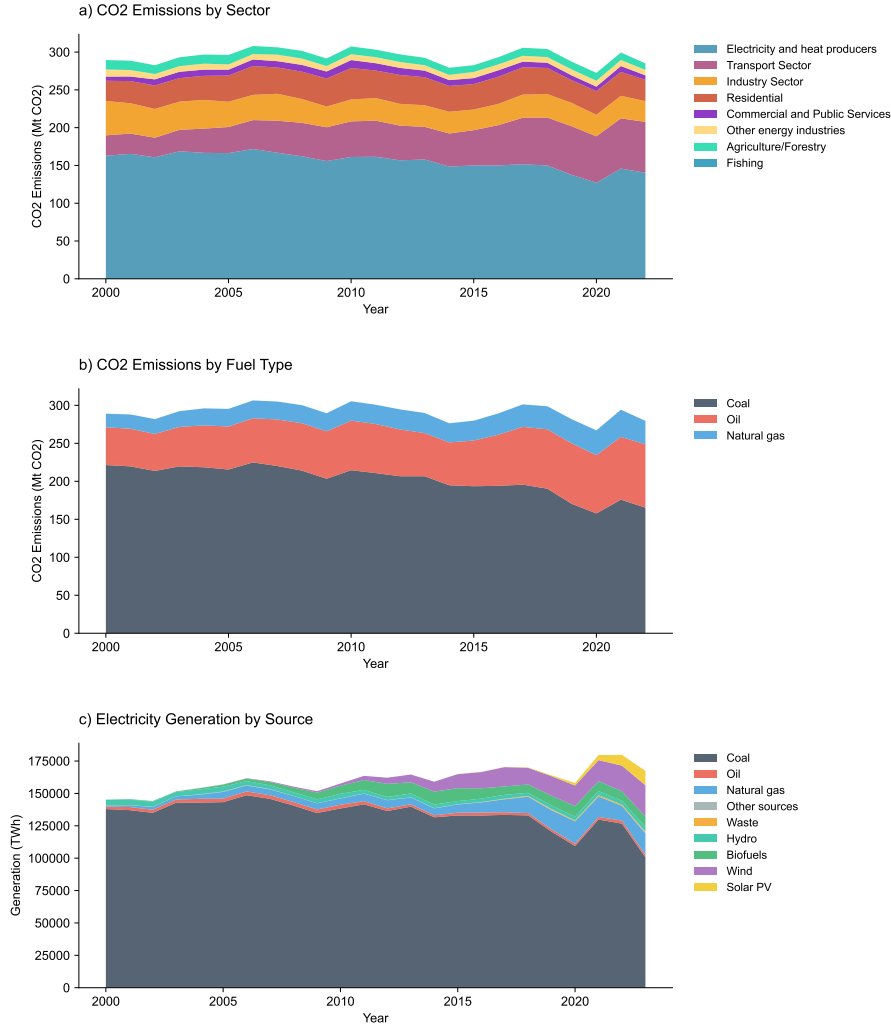 a) CO2 Emissions by Sector
CO2 Emissions (Mt CO2)
300
250
200
150
100
50
0
2000
2005
2010
2015
2020
Year
Electricity and heat producers
Transport Sector
Industry Sector
Residential
Commercial and Public Services
Other energy industries
Agriculture/Forestry
Fishing
b) CO2 Emissions by Fuel Type
CO2 Emissions (Mt CO2)
300
250
200
150
100
50
0
2000
2005
2010
2015
2020
Year
Coal
Oil
Natural gas
c) Electricity Generation by Source
Generation (TWh)
175000
150000
125000
100000
75000
50000
25000
0
2000
2005
2010
2015
2020
Year
Coal
Oil
Natural gas
Other sources
Waste
Hydro
Biofuels
Wind
Solar PV